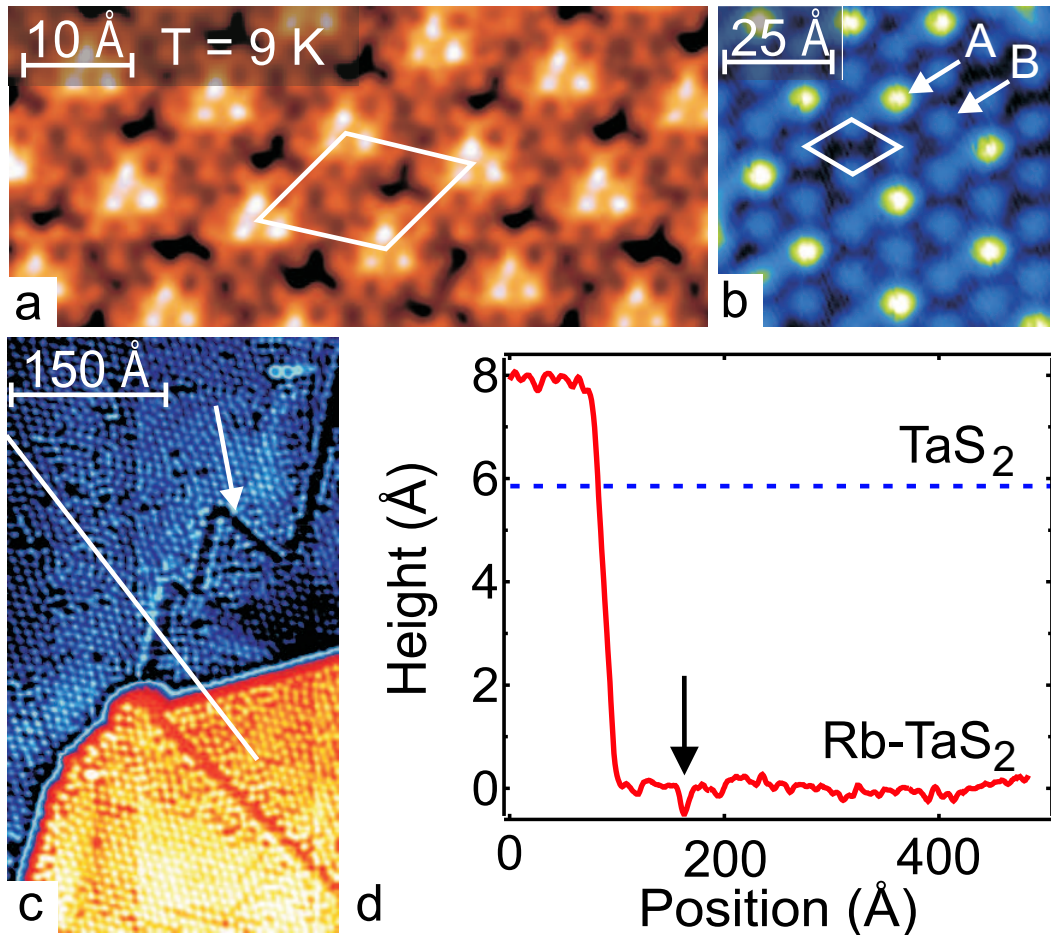 10 Å T = 9 K
a
25 Å
A
B
b
150 Å
c
8
6
4
2
0
Height (Å)
TaS₂
Rb-TaS₂
0 200 400
Position (Å)
d